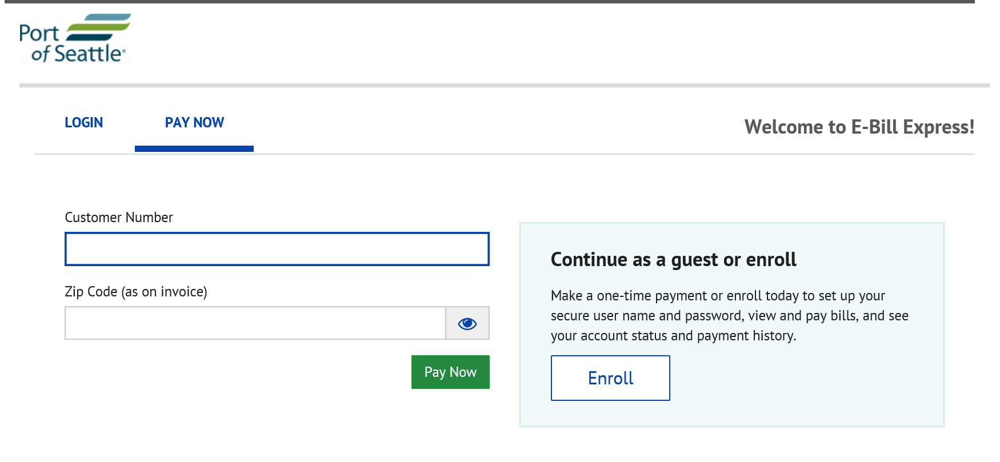 Port
of Seattle®
LOGIN
PAY NOW
Welcome to E-Bill Express!
Customer Number
Zip Code (as on invoice)
Pay Now
Continue as a guest or enroll
Make a one-time payment or enroll today to set up your
secure user name and password, view and pay bills, and see
your account status and payment history.
Enroll